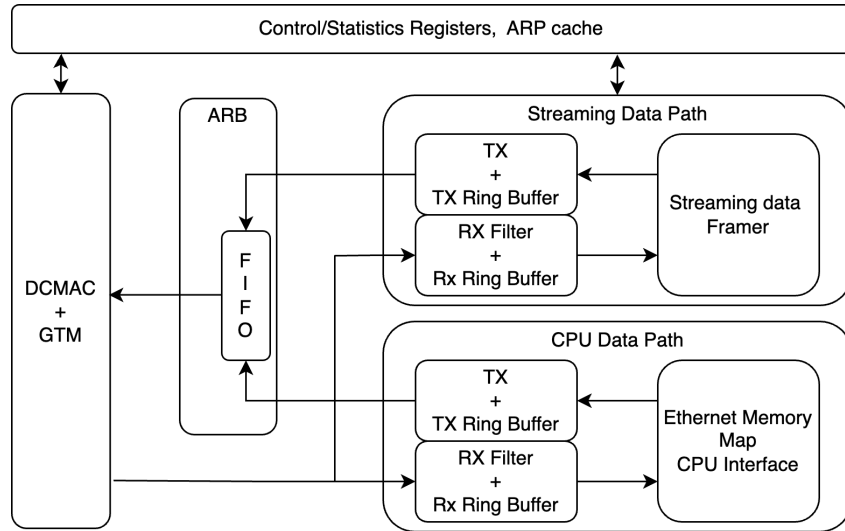 Control/Statistics Registers,  ARP cache
DCMAC
+
GTM
ARB
F
I
F
O
Streaming Data Path
TX
+
TX Ring Buffer
RX Filter
+
Rx Ring Buffer
Streaming data
Framer
CPU Data Path
TX
+
TX Ring Buffer
RX Filter
+
Rx Ring Buffer
Ethernet Memory
Map
CPU Interface